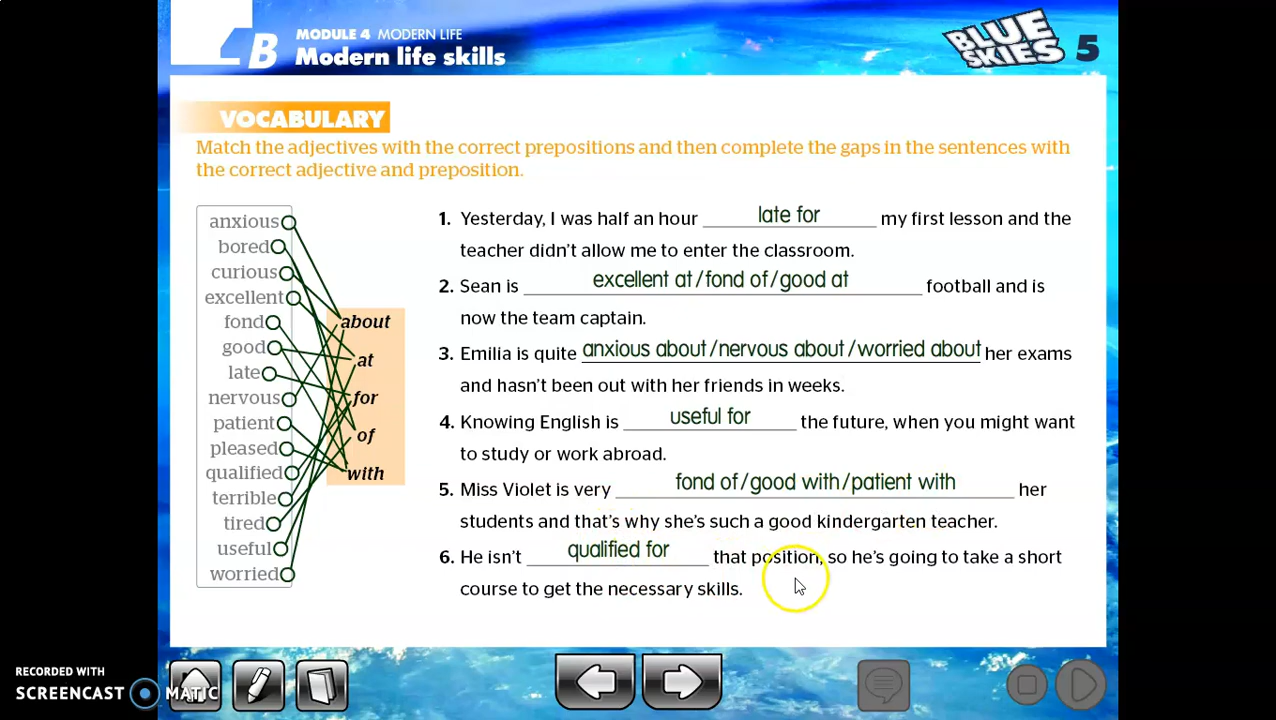 4B MODULE 4 MODERN LIFE
Modern life skills
BLUE SKIES 5
VOCABULARY
Match the adjectives with the correct prepositions and then complete the gaps in the sentences with
the correct adjective and preposition.
anxious
bored
curious
excellent
fond
good
late
nervous
patient
pleased
qualified
terrible
tired
useful
worried
about
at
for
of
with
1. Yesterday, I was half an hour late for my first lesson and the
teacher didn't allow me to enter the classroom.
2. Sean is excellent at/fond of/good at football and is
now the team captain.
3. Emilia is quite anxious about/nervous about/worried about her exams
and hasn't been out with her friends in weeks.
4. Knowing English is useful for the future, when you might want
to study or work abroad.
5. Miss Violet is very fond of/good with/patient with her
students and that's why she's such a good kindergarten teacher.
6. He isn't qualified for that position, so he's going to take a short
course to get the necessary skills.
RECORDED WITH
SCREENCAST MATIC